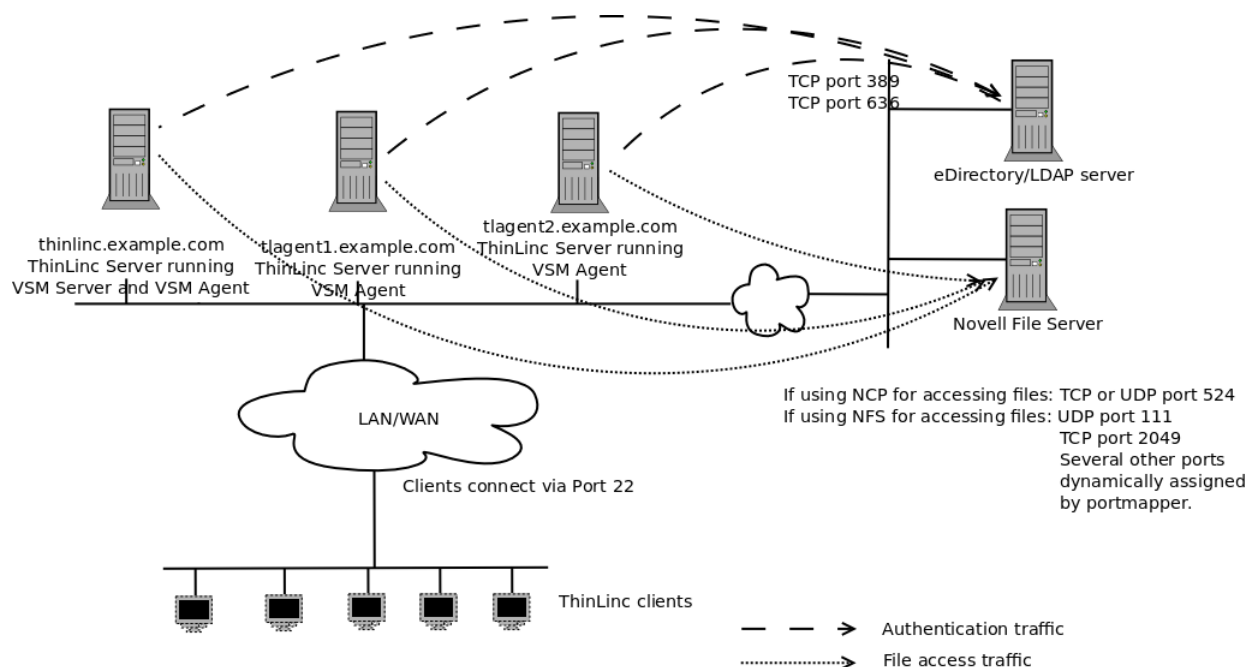 TCP port 389
TCP port 636
eDirectory/LDAP server
thinlinc.example.com
ThinLinc Server running
VSM Server and VSM Agent
tlagent1.example.com
ThinLinc Server running
VSM Agent
tlagent2.example.com
ThinLinc Server running
VSM Agent
Novell File Server
If using NCP for accessing files: TCP or UDP port 524
If using NFS for accessing files: UDP port 111
TCP port 2049
Several other ports
dynamically assigned
by portmapper.
LAN/WAN
Clients connect via Port 22
ThinLinc clients
Authentication traffic
File access traffic